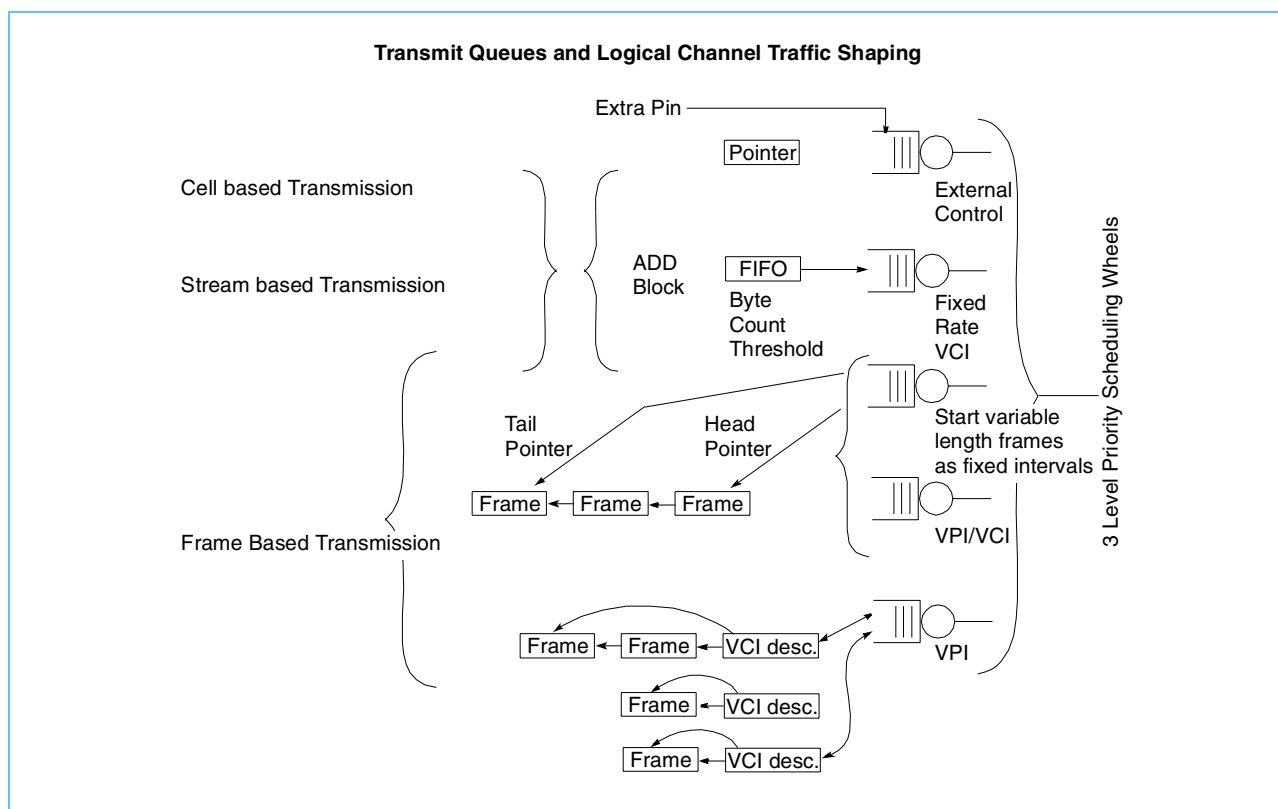 Transmit Queues and Logical Channel Traffic Shaping
Extra Pin
Pointer
Cell based Transmission
External
Control
Stream based Transmission
ADD
Block
FIFO
Byte
Count
Threshold
Fixed
Rate
VCI
3 Level Priority Scheduling Wheels
Tail
Pointer
Head
Pointer
Start variable
length frames
as fixed intervals
Frame
Frame
Frame
Frame Based Transmission
VPI/VCI
Frame
Frame
VCI desc.
VPI
Frame
VCI desc.
Frame
VCI desc.